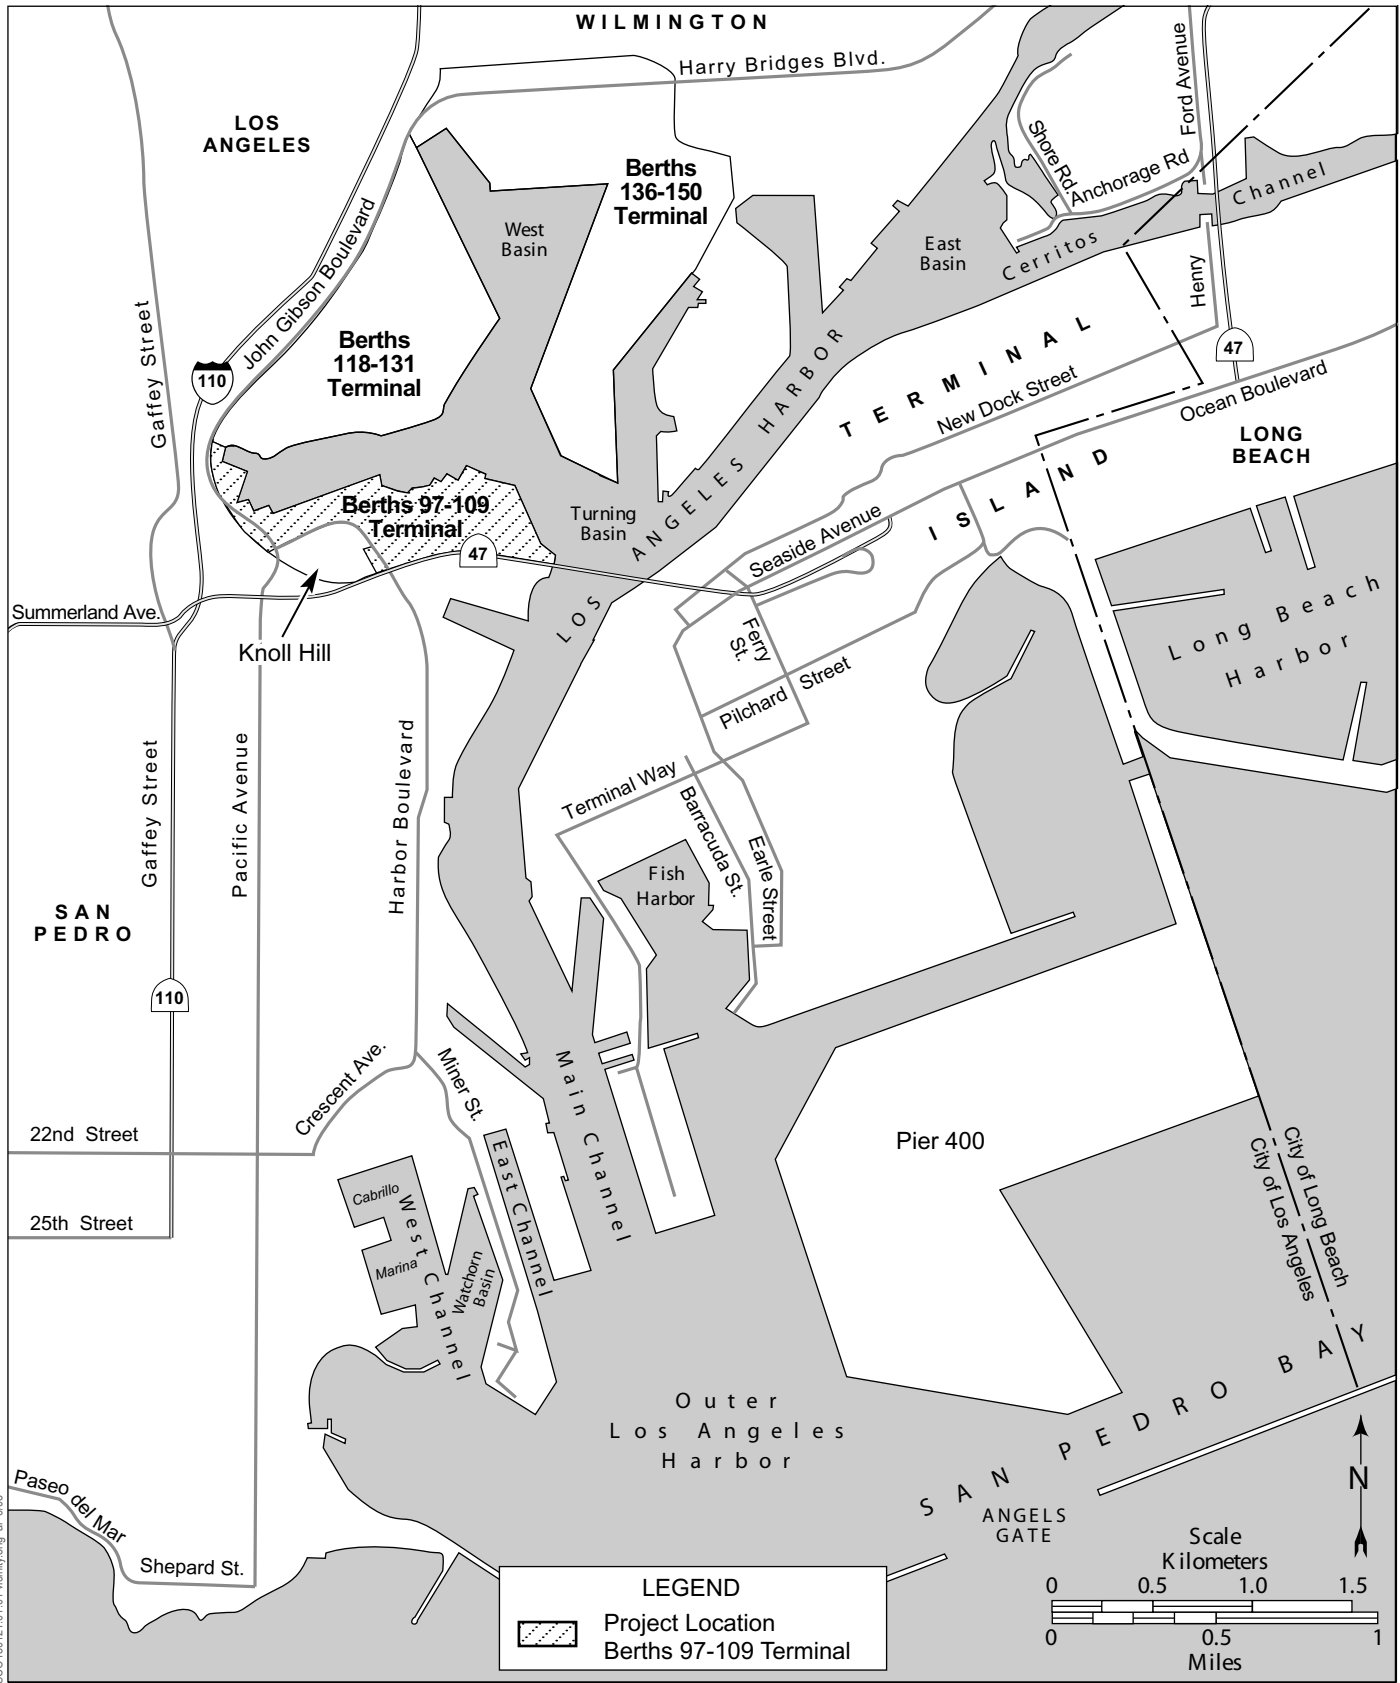 WILMINGTON
Harry Bridges Blvd.
Ford Avenue
LOS
ANGELES
Shore Rd.
Anchorage Rd
Berths
136-150
Terminal
West
Basin
East
Basin
Cerritos
Channel
Henry
John Gibson Boulevard
Gaffey Street
110
Berths
118-131
Terminal
47
TERMINAL
New Dock Street
Ocean Boulevard
LONG
BEACH
ISLAND
LOS ANGELES HARBOR
Berths 97-109
Terminal
Turning
Basin
47
Seaside Avenue
Summerland Ave.
Knoll Hill
Ferry
St.
Pilchard Street
Long Beach
Harbor
Gaffey Street
Pacific Avenue
Harbor Boulevard
Terminal Way
Barracuda St.
Earle Street
Fish
Harbor
SAN
PEDRO
110
Crescent Ave.
Miner St.
Main Channel
22nd Street
25th Street
Pier 400
East Channel
Cabrillo
Marina
West Channel
Watchorn
Basin
City of Long Beach
City of Los Angeles
Outer
Los Angeles
Harbor
SAN PEDRO BAY
ANGELS
GATE
N
Paseo del Mar
Shepard St.
LEGEND
Project Location
Berths 97-109 Terminal
Scale
Kilometers
0 0.5 1.0 1.5
0 0.5 1
Miles